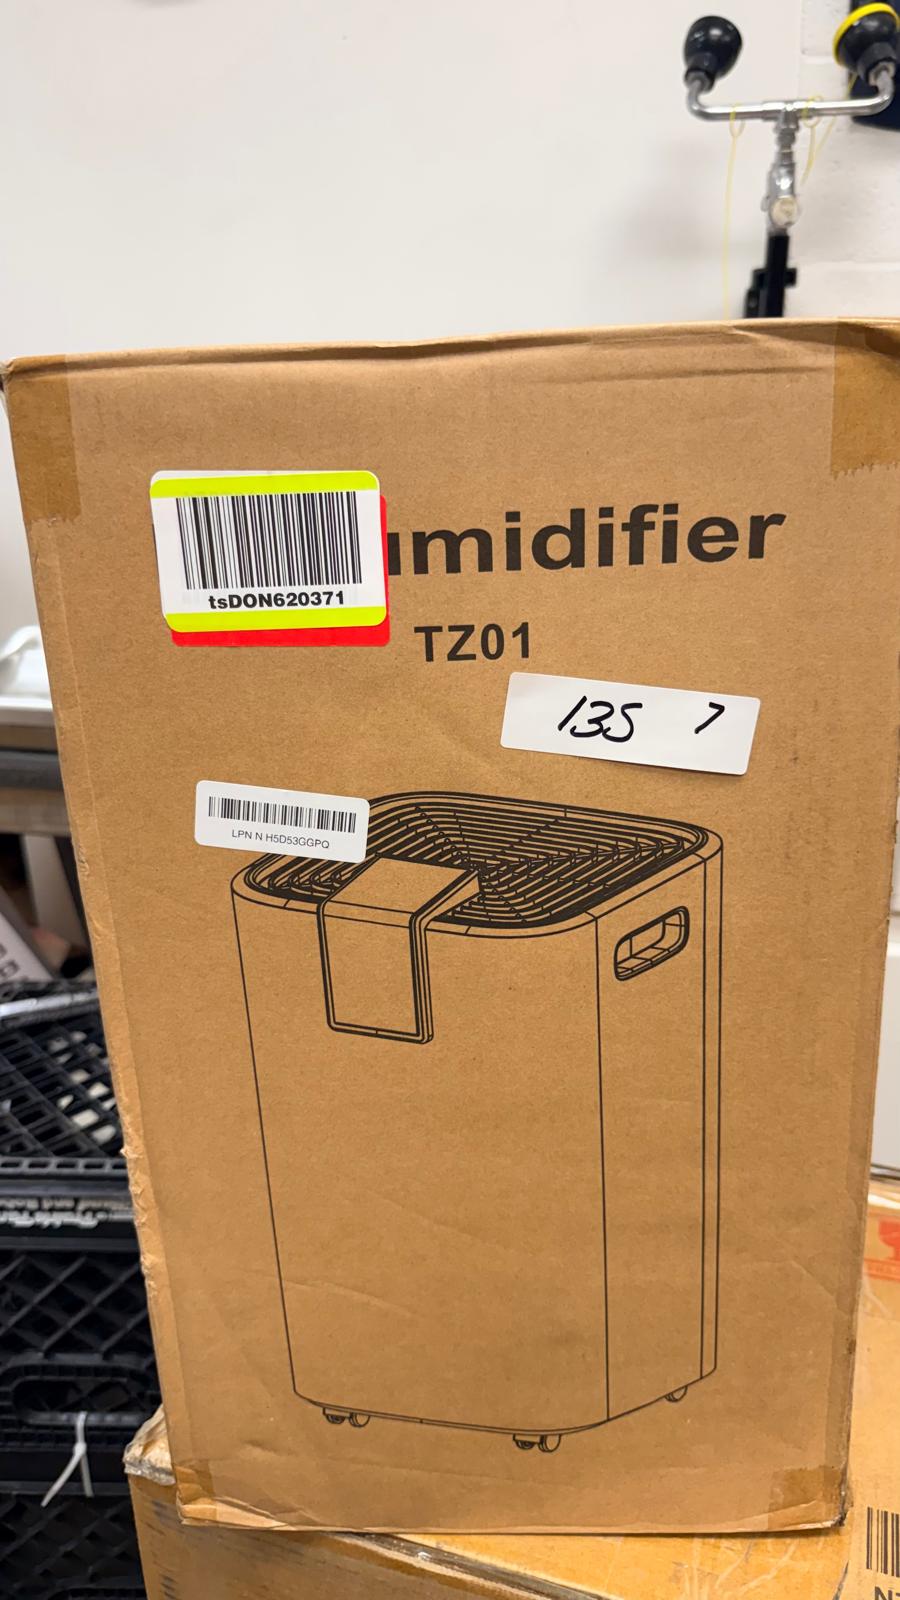 umidifier
tsDON620371
TZ01
135 7
LPN N H5D53GGPQ